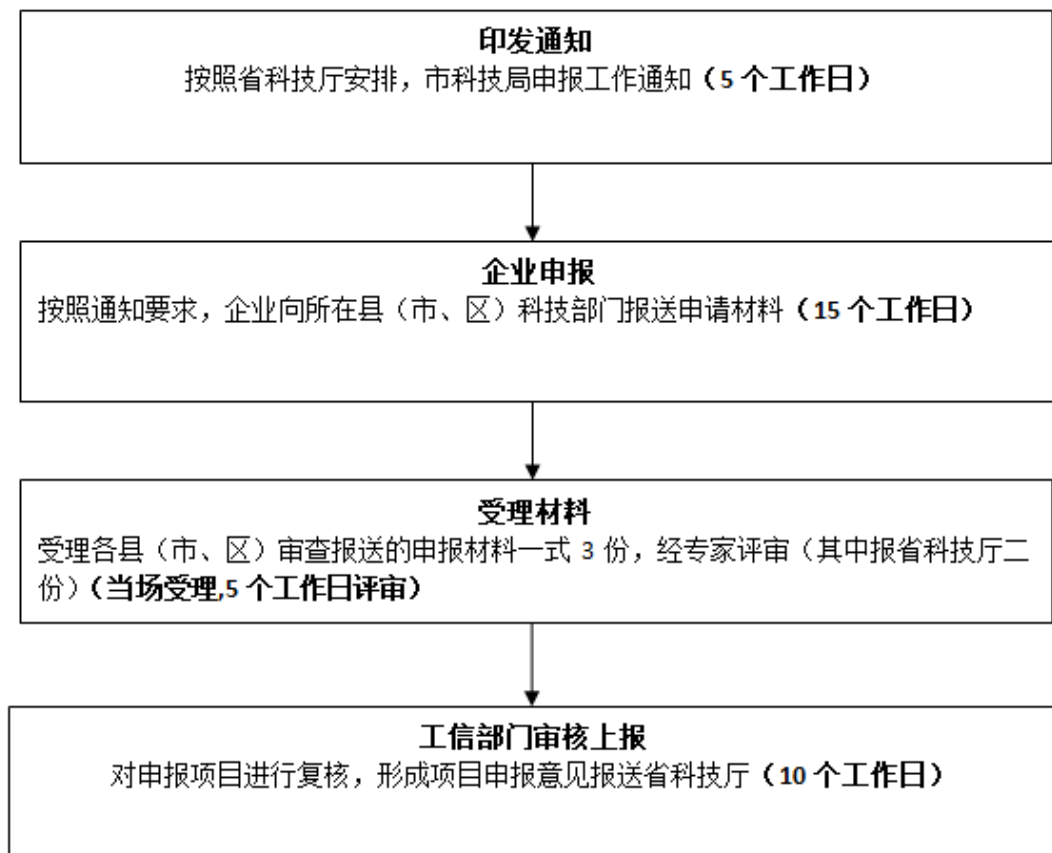 印发通知
按照省科技厅安排，市科技局申报工作通知（5 个工作日）
企业申报
按照通知要求，企业向所在县（市、区）科技部门报送申请材料（15 个工作日）
受理材料
受理各县（市、区）审查报送的申报材料一式 3 份，经专家评审（其中报省科技厅二
份）（当场受理,5 个工作日评审）
工信部门审核上报
对申报项目进行复核，形成项目申报意见报送省科技厅（10 个工作日）